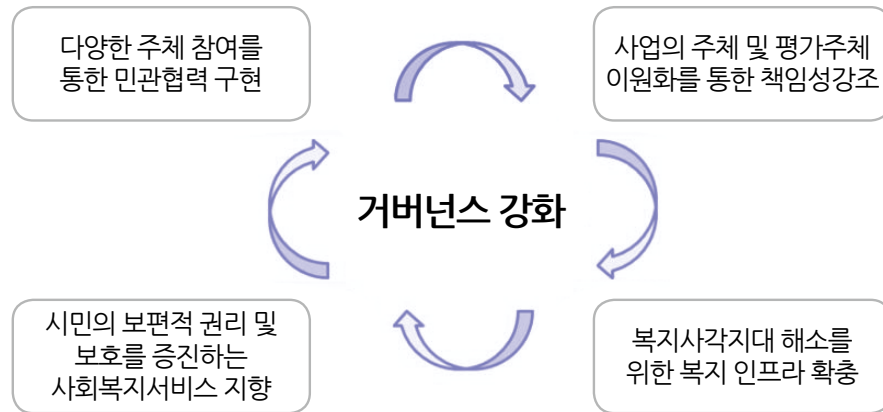 다양한 주체 참여를
통한 민관협력 구현
사업의 주체 및 평가주체
이원화를 통한 책임성강조
거버넌스 강화
시민의 보편적 권리 및
보호를 증진하는
사회복지서비스 지향
복지사각지대 해소를
위한 복지 인프라 확충